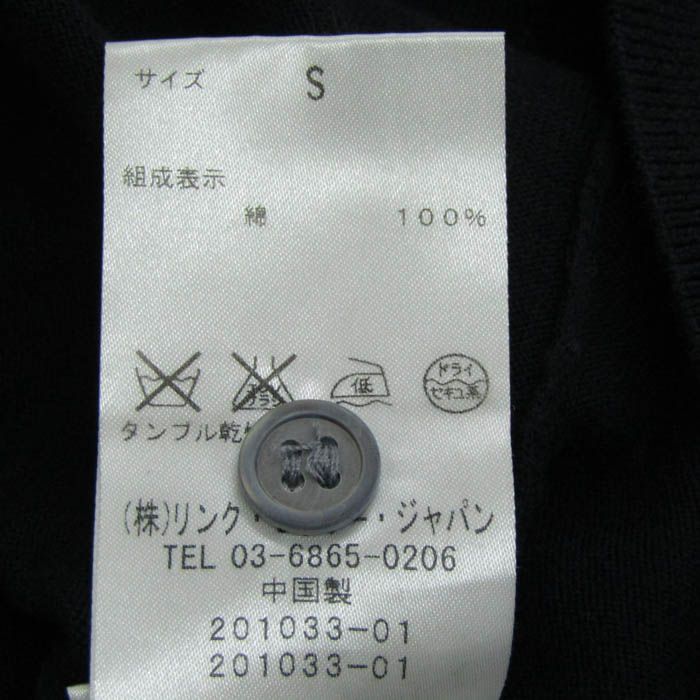 サイズ S
組成表示
綿 100%
低
ドライ
セキユ系
タンブル乾
(株)リンク・・ジャパン
TEL 03-6865-0206
中国製
201033-01
201033-01